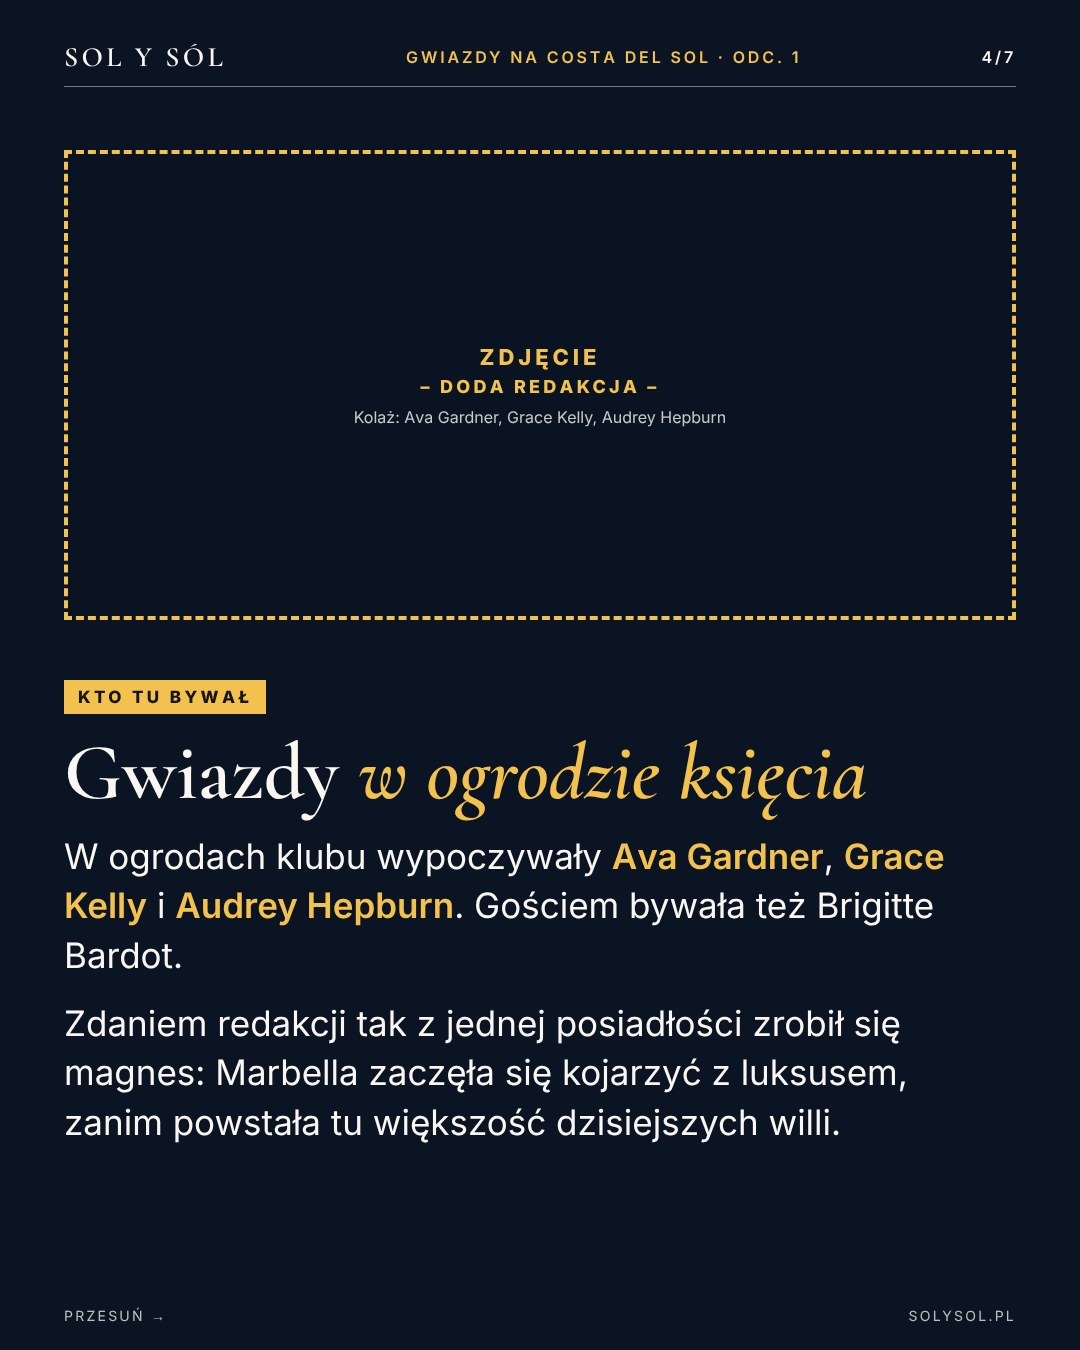 SOL Y SÓL
GWIAZDY NA COSTA DEL SOL · ODC. 1
4/7
ZDJĘCIE
– DODA REDAKCJA –
Kolaż: Ava Gardner, Grace Kelly, Audrey Hepburn
KTO TU BYWAŁ
Gwiazdy w ogrodzie księcia
W ogrodach klubu wypoczywały Ava Gardner, Grace
Kelly i Audrey Hepburn. Gościem bywała też Brigitte
Bardot.
Zdaniem redakcji tak z jednej posiadłości zrobił się
magnes: Marbella zaczęła się kojarzyć z luksusem,
zanim powstała tu większość dzisiejszych willi.
PRZESUŃ →
SOLYSOL.PL